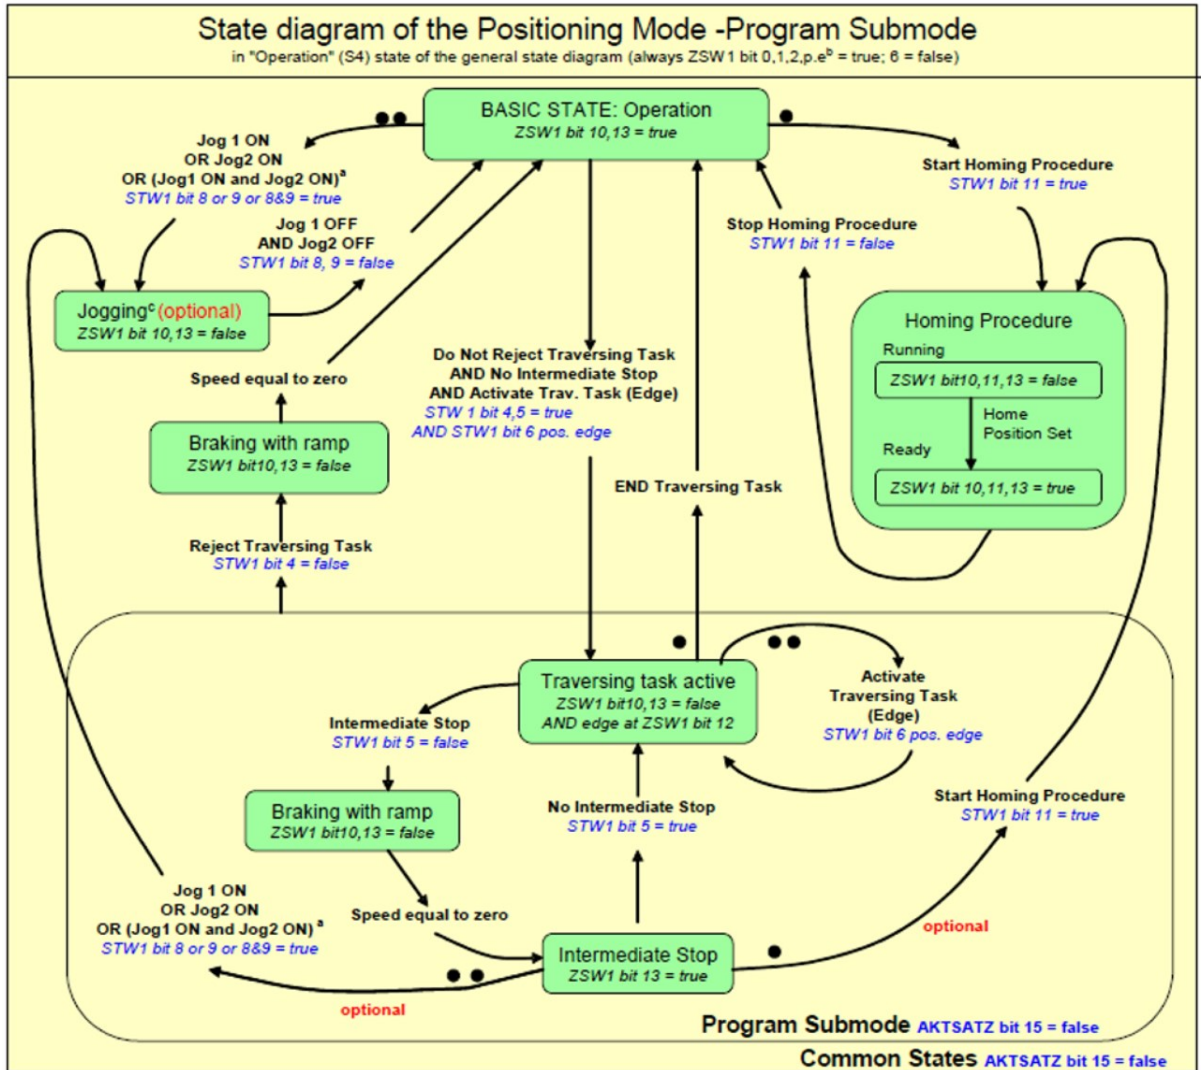 State diagram of the Positioning Mode -Program Submode
in "Operation" (S4) state of the general state diagram (always ZSW1 bit 0,1,2,p.eᵇ = true; 6 = false)
BASIC STATE: Operation
ZSW1 bit 10,13 = true
Jog 1 ON
OR Jog2 ON
OR (Jog1 ON and Jog2 ON)ᵃ
STW1 bit 8 or 9 or 8&9 = true
Start Homing Procedure
STW1 bit 11 = true
Jog 1 OFF
AND Jog2 OFF
STW1 bit 8, 9 = false
Stop Homing Procedure
STW1 bit 11 = false
Joggingᶜ (optional)
ZSW1 bit 10,13 = false
Homing Procedure
Running
ZSW1 bit10,11,13 = false
Home
Position Set
Ready
ZSW1 bit 10,11,13 = true
Do Not Reject Traversing Task
AND No Intermediate Stop
AND Activate Trav. Task (Edge)
STW 1 bit 4,5 = true
AND STW1 bit 6 pos. edge
Speed equal to zero
Braking with ramp
ZSW1 bit10,13 = false
END Traversing Task
Reject Traversing Task
STW1 bit 4 = false
Traversing task active
ZSW1 bit10,13 = false
AND edge at ZSW1 bit 12
Activate
Traversing Task
(Edge)
STW1 bit 6 pos. edge
Intermediate Stop
STW1 bit 5 = false
Braking with ramp
ZSW1 bit10,13 = false
No Intermediate Stop
STW1 bit 5 = true
Start Homing Procedure
STW1 bit 11 = true
Jog 1 ON
OR Jog2 ON
OR (Jog1 ON and Jog2 ON) ᵃ
STW1 bit 8 or 9 or 8&9 = true
Speed equal to zero
Intermediate Stop
ZSW1 bit 13 = true
optional
optional
Program Submode AKTSATZ bit 15 = false
Common States AKTSATZ bit 15 = false